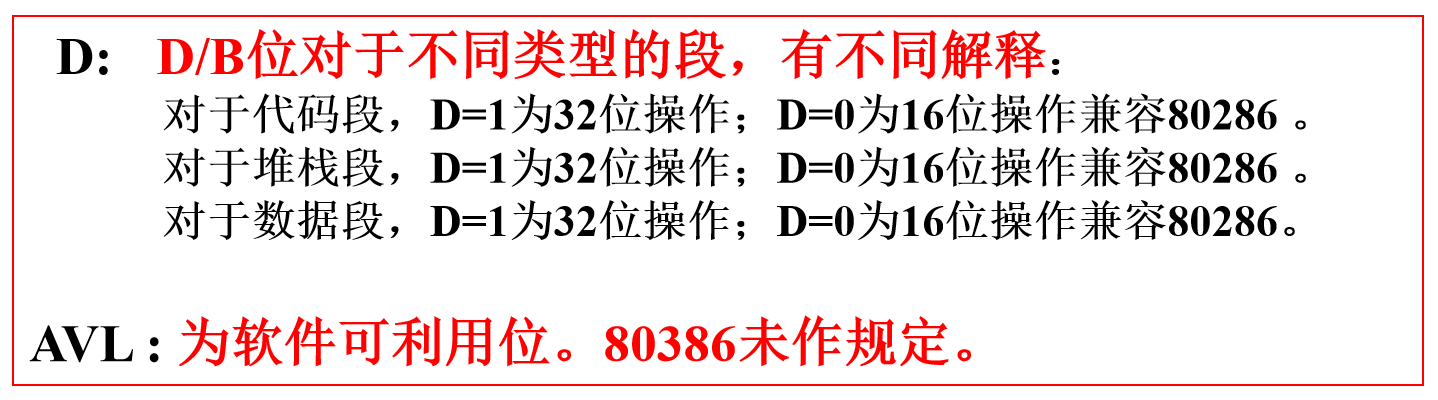 D: D/B位对于不同类型的段，有不同解释：
对于代码段，D=1为32位操作；D=0为16位操作兼容80286 。
对于堆栈段，D=1为32位操作；D=0为16位操作兼容80286 。
对于数据段，D=1为32位操作；D=0为16位操作兼容80286。
AVL : 为软件可利用位。80386未作规定。